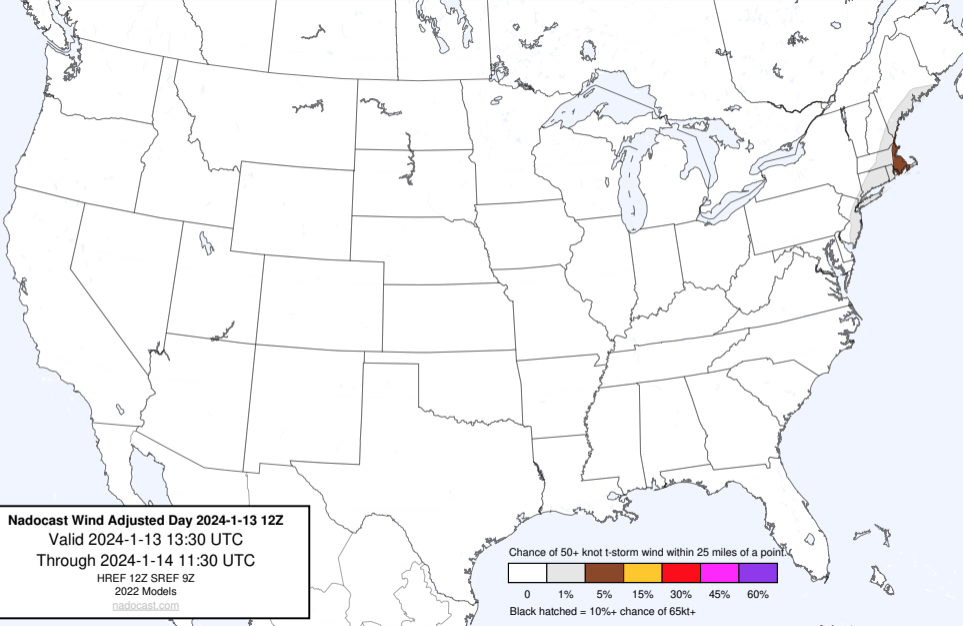 Nadocast Wind Adjusted Day 2024-1-13 12Z
Valid 2024-1-13 13:30 UTC
Through 2024-1-14 11:30 UTC
HREF 12Z SREF 9Z
2022 Models
nadocast.com
Chance of 50+ knot t-storm wind within 25 miles of a point.
0 1% 5% 15% 30% 45% 60%
Black hatched = 10%+ chance of 65kt+